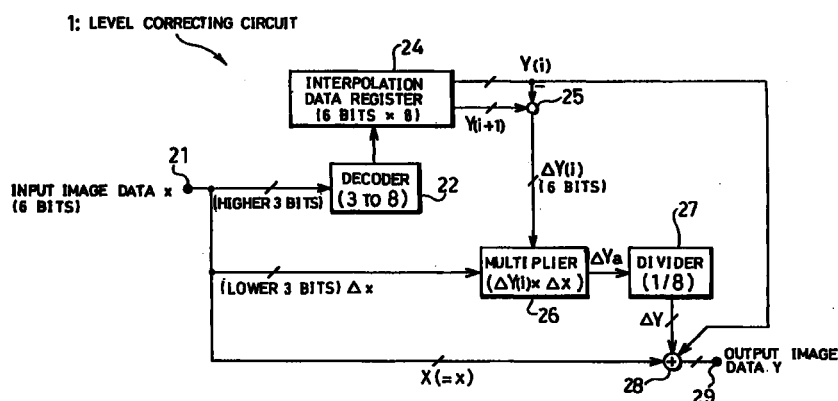 1: LEVEL CORRECTING CIRCUIT
24
INTERPOLATION
DATA REGISTER
(6 BITS × 8)
Y(i)
−
25
Y(i+1)
21
INPUT IMAGE DATA x
(6 BITS)
(HIGHER 3 BITS)
DECODER
(3 TO 8)
22
ΔY(i)
(6 BITS)
27
(LOWER 3 BITS) Δx
MULTIPLIER
(ΔY(i)× Δx)
26
ΔYa
DIVIDER
(1/8)
ΔY
X(=x)
+
28
29
OUTPUT IMAGE
DATA. Y